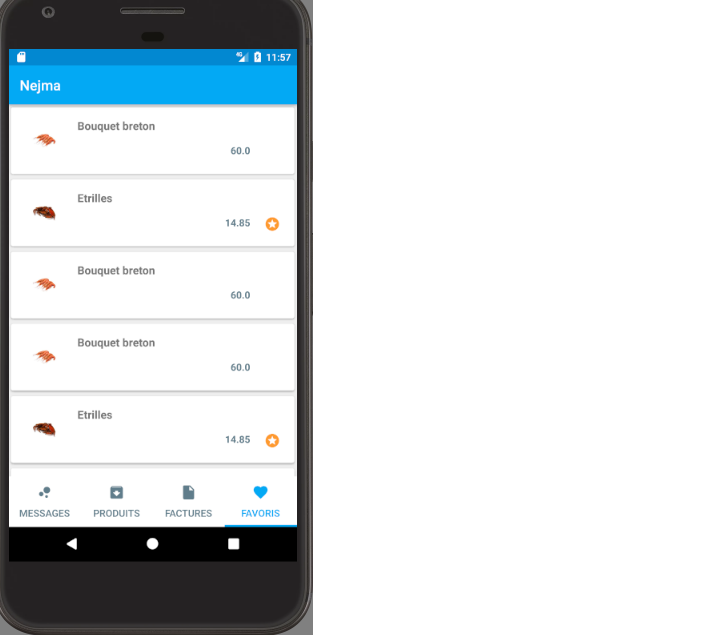 4G 11:57
Nejma
Bouquet breton
60.0
Etrilles
14.85
Bouquet breton
60.0
Bouquet breton
60.0
Etrilles
14.85
MESSAGES PRODUITS FACTURES FAVORIS